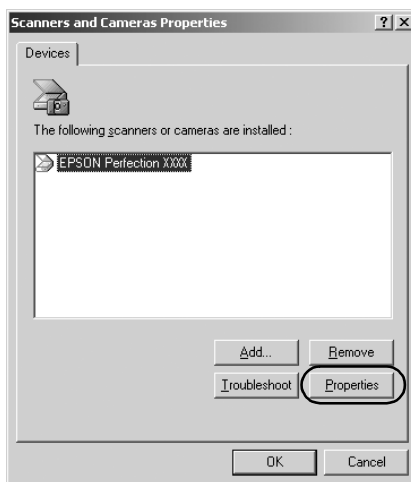 Scanners and Cameras Properties
Devices
The following scanners or cameras are installed :
EPSON Perfection XXXX
Add... Remove
Troubleshoot Properties
OK Cancel